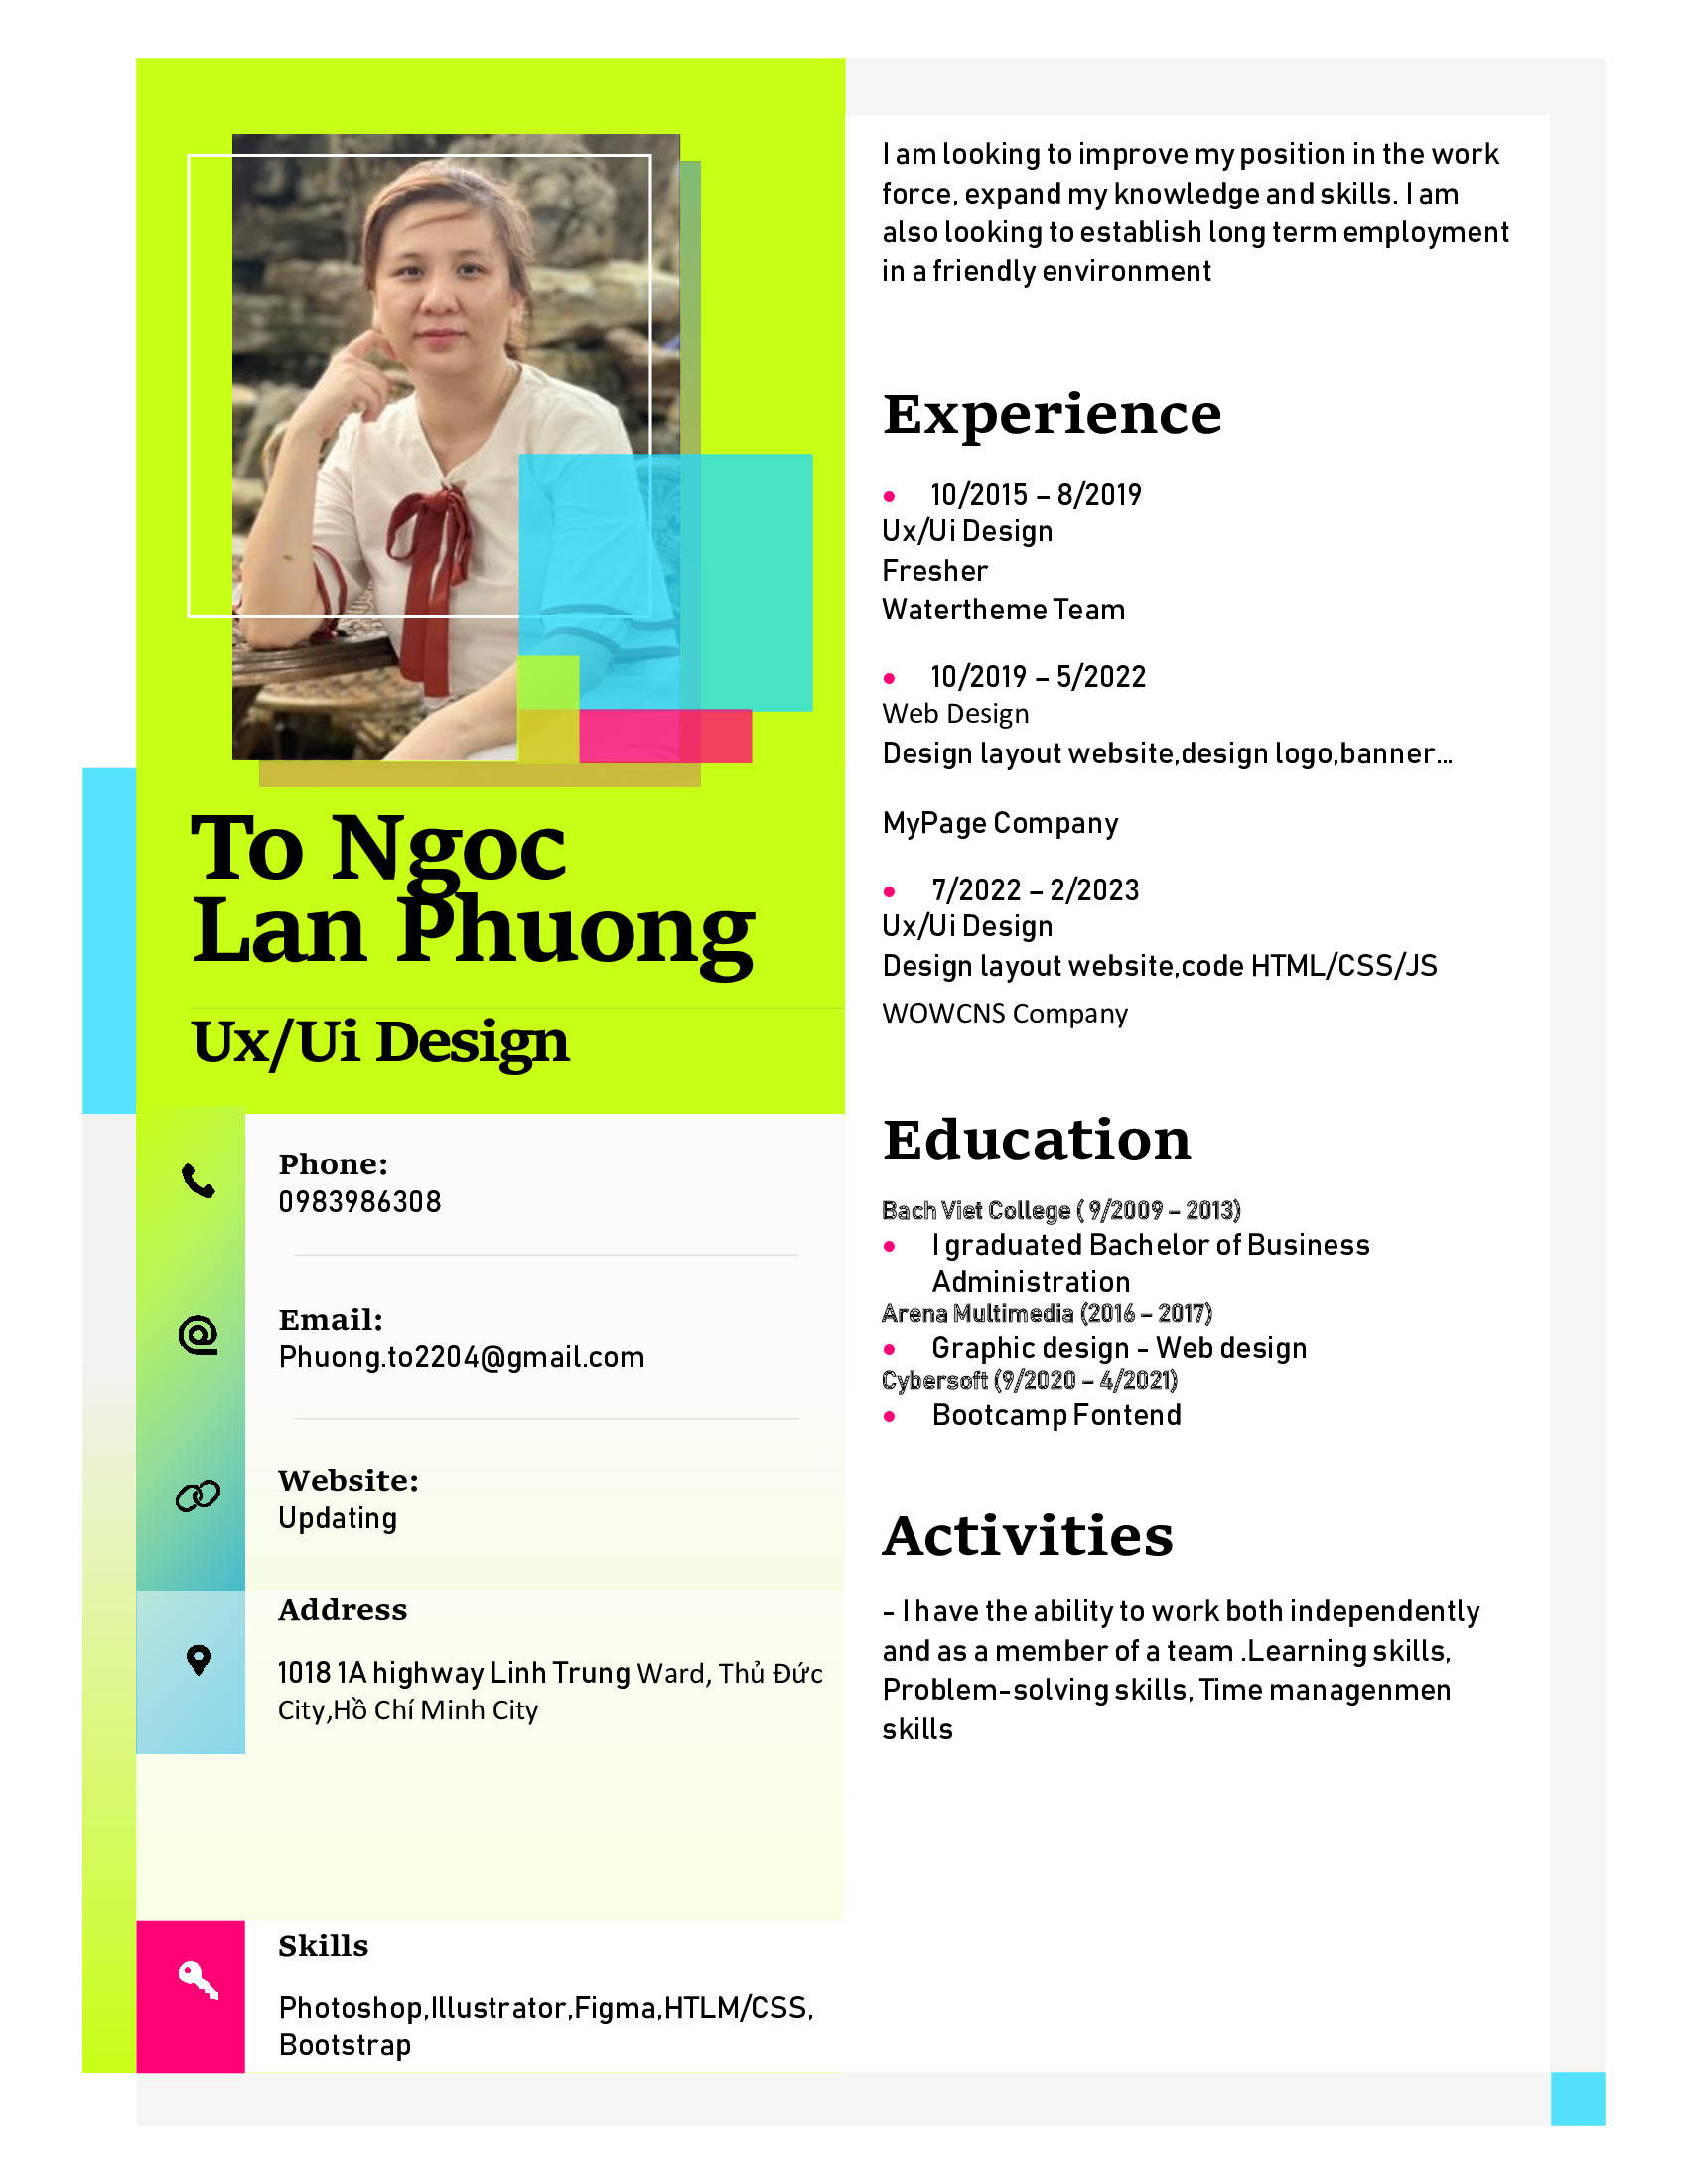 To Ngoc
Lan Phuong
Ux/Ui Design
Phone:
0983986308
Email:
Phuong.to2204@gmail.com
Website:
Updating
Address
1018 1A highway Linh Trung Ward, Thủ Đức
City,Hồ Chí Minh City
Skills
Photoshop,Illustrator,Figma,HTLM/CSS,
Bootstrap
I am looking to improve my position in the work
force, expand my knowledge and skills. I am
also looking to establish long term employment
in a friendly environment
Experience
• 10/2015 – 8/2019
Ux/Ui Design
Fresher
Watertheme Team
• 10/2019 – 5/2022
Web Design
Design layout website,design logo,banner...
MyPage Company
• 7/2022 – 2/2023
Ux/Ui Design
Design layout website,code HTML/CSS/JS
WOWCNS Company
Education
Bach Viet College ( 9/2009 – 2013)
• I graduated Bachelor of Business
Administration
Arena Multimedia (2016 – 2017)
• Graphic design - Web design
Cybersoft (9/2020 – 4/2021)
• Bootcamp Fontend
Activities
- I have the ability to work both independently
and as a member of a team .Learning skills,
Problem-solving skills, Time managenmen
skills